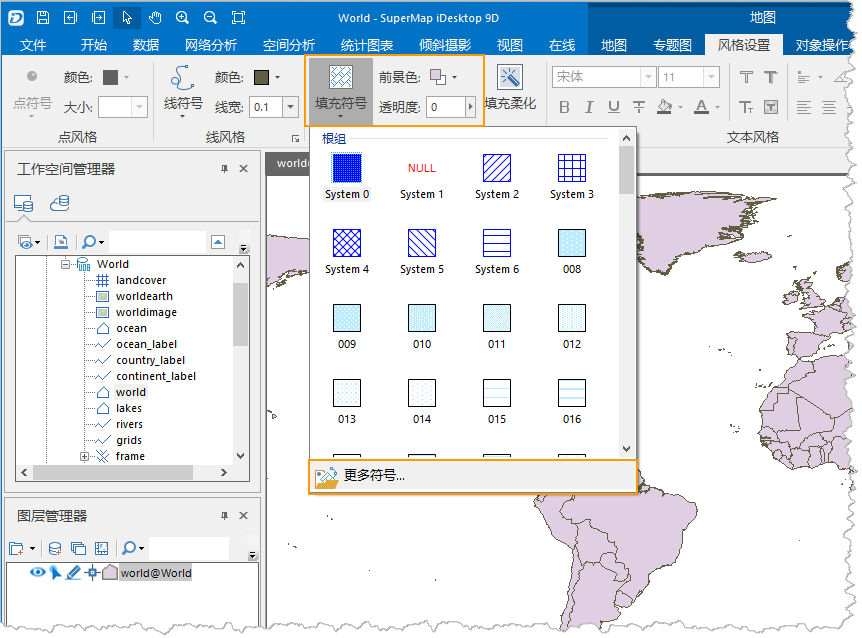 World - SuperMap iDesktop 9D
地图
文件 开始 数据 网络分析 空间分析 统计图表 倾斜摄影 视图 在线 地图 专题图 风格设置 对象操作
点符号
颜色:
大小:
点风格
线符号
颜色:
线宽: 0.1
线风格
填充符号
前景色:
透明度: 0
填充柔化
宋体 11
B I U
文本风格
工作空间管理器
World
landcover
worldearth
worldimage
ocean
ocean_label
country_label
continent_label
world
lakes
rivers
grids
frame
图层管理器
world@World
world
根组
System 0 NULL System 1 System 2 System 3
System 4 System 5 System 6 008
009 010 011 012
013 014 015 016
更多符号...